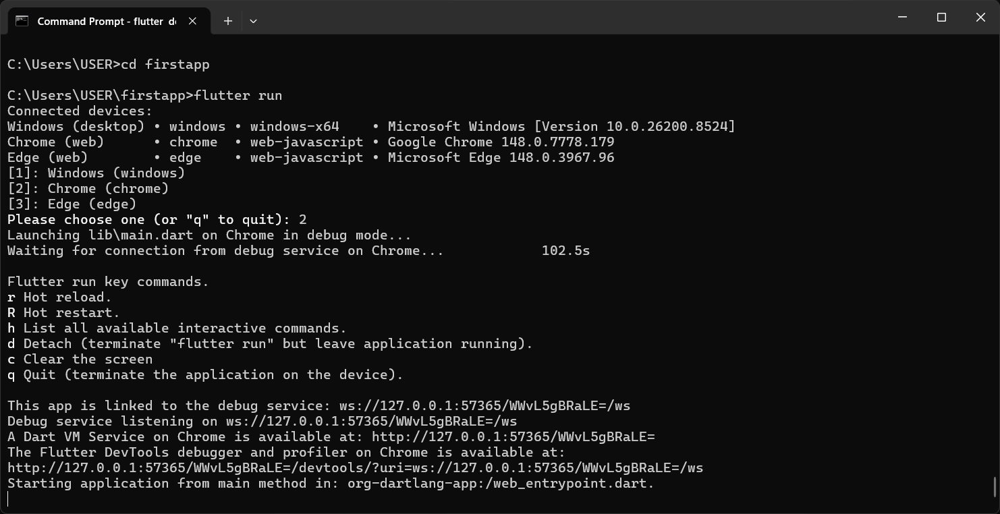 Command Prompt - flutter de
C:\Users\USER>cd firstapp
C:\Users\USER\firstapp>flutter run
Connected devices:
Windows (desktop) • windows • windows-x64    • Microsoft Windows [Version 10.0.26200.8524]
Chrome (web)      • chrome  • web-javascript • Google Chrome 148.0.7778.179
Edge (web)        • edge    • web-javascript • Microsoft Edge 148.0.3967.96
[1]: Windows (windows)
[2]: Chrome (chrome)
[3]: Edge (edge)
Please choose one (or "q" to quit): 2
Launching lib\main.dart on Chrome in debug mode...
Waiting for connection from debug service on Chrome...            102.5s
Flutter run key commands.
r Hot reload.
R Hot restart.
h List all available interactive commands.
d Detach (terminate "flutter run" but leave application running).
c Clear the screen
q Quit (terminate the application on the device).
This app is linked to the debug service: ws://127.0.0.1:57365/WWvL5gBRaLE=/ws
Debug service listening on ws://127.0.0.1:57365/WWvL5gBRaLE=/ws
A Dart VM Service on Chrome is available at: http://127.0.0.1:57365/WWvL5gBRaLE=
The Flutter DevTools debugger and profiler on Chrome is available at:
http://127.0.0.1:57365/WWvL5gBRaLE=/devtools/?uri=ws://127.0.0.1:57365/WWvL5gBRaLE=/ws
Starting application from main method in: org-dartlang-app:/web_entrypoint.dart.